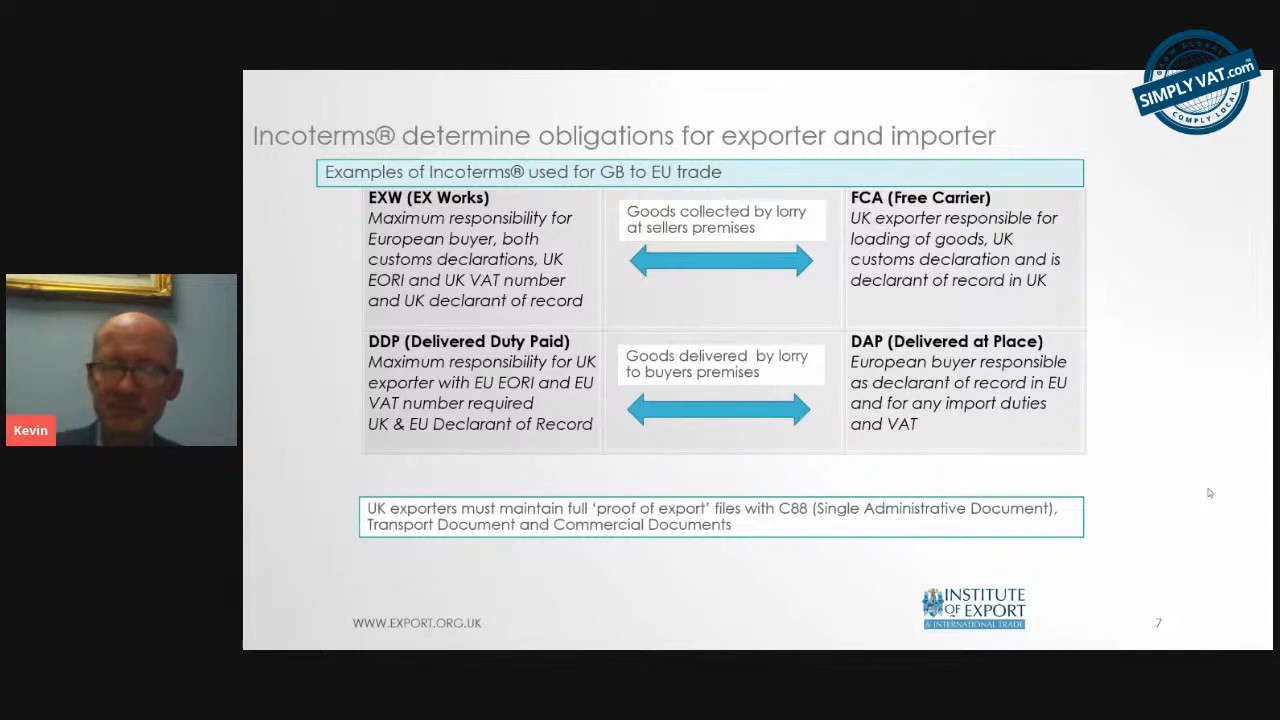 GROW GLOBAL
SIMPLY VAT.com
COMPLY LOCAL
Incoterms® determine obligations for exporter and importer
Examples of Incoterms® used for GB to EU trade
EXW (EX Works)
Maximum responsibility for
European buyer, both
customs declarations, UK
EORI and UK VAT number
and UK declarant of record
Goods collected by lorry
at sellers premises
FCA (Free Carrier)
UK exporter responsible for
loading of goods, UK
customs declaration and is
declarant of record in UK
DDP (Delivered Duty Paid)
Maximum responsibility for UK
exporter with EU EORI and EU
VAT number required
UK & EU Declarant of Record
Goods delivered by lorry
to buyers premises
DAP (Delivered at Place)
European buyer responsible
as declarant of record in EU
and for any import duties
and VAT
Kevin
UK exporters must maintain full ‘proof of export’ files with C88 (Single Administrative Document),
Transport Document and Commercial Documents
WWW.EXPORT.ORG.UK
INSTITUTE
OF EXPORT
& INTERNATIONAL TRADE
7